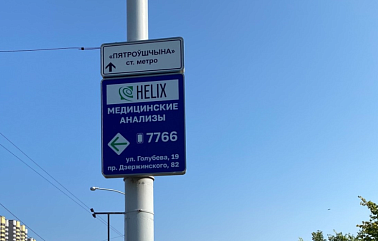 «ПЯТРОЎШЧЫНА»
ст. метро
HELIX
МЕДИЦИНСКИЕ
АНАЛИЗЫ
7766
ул. Голубева, 19
пр. Дзержинского, 82